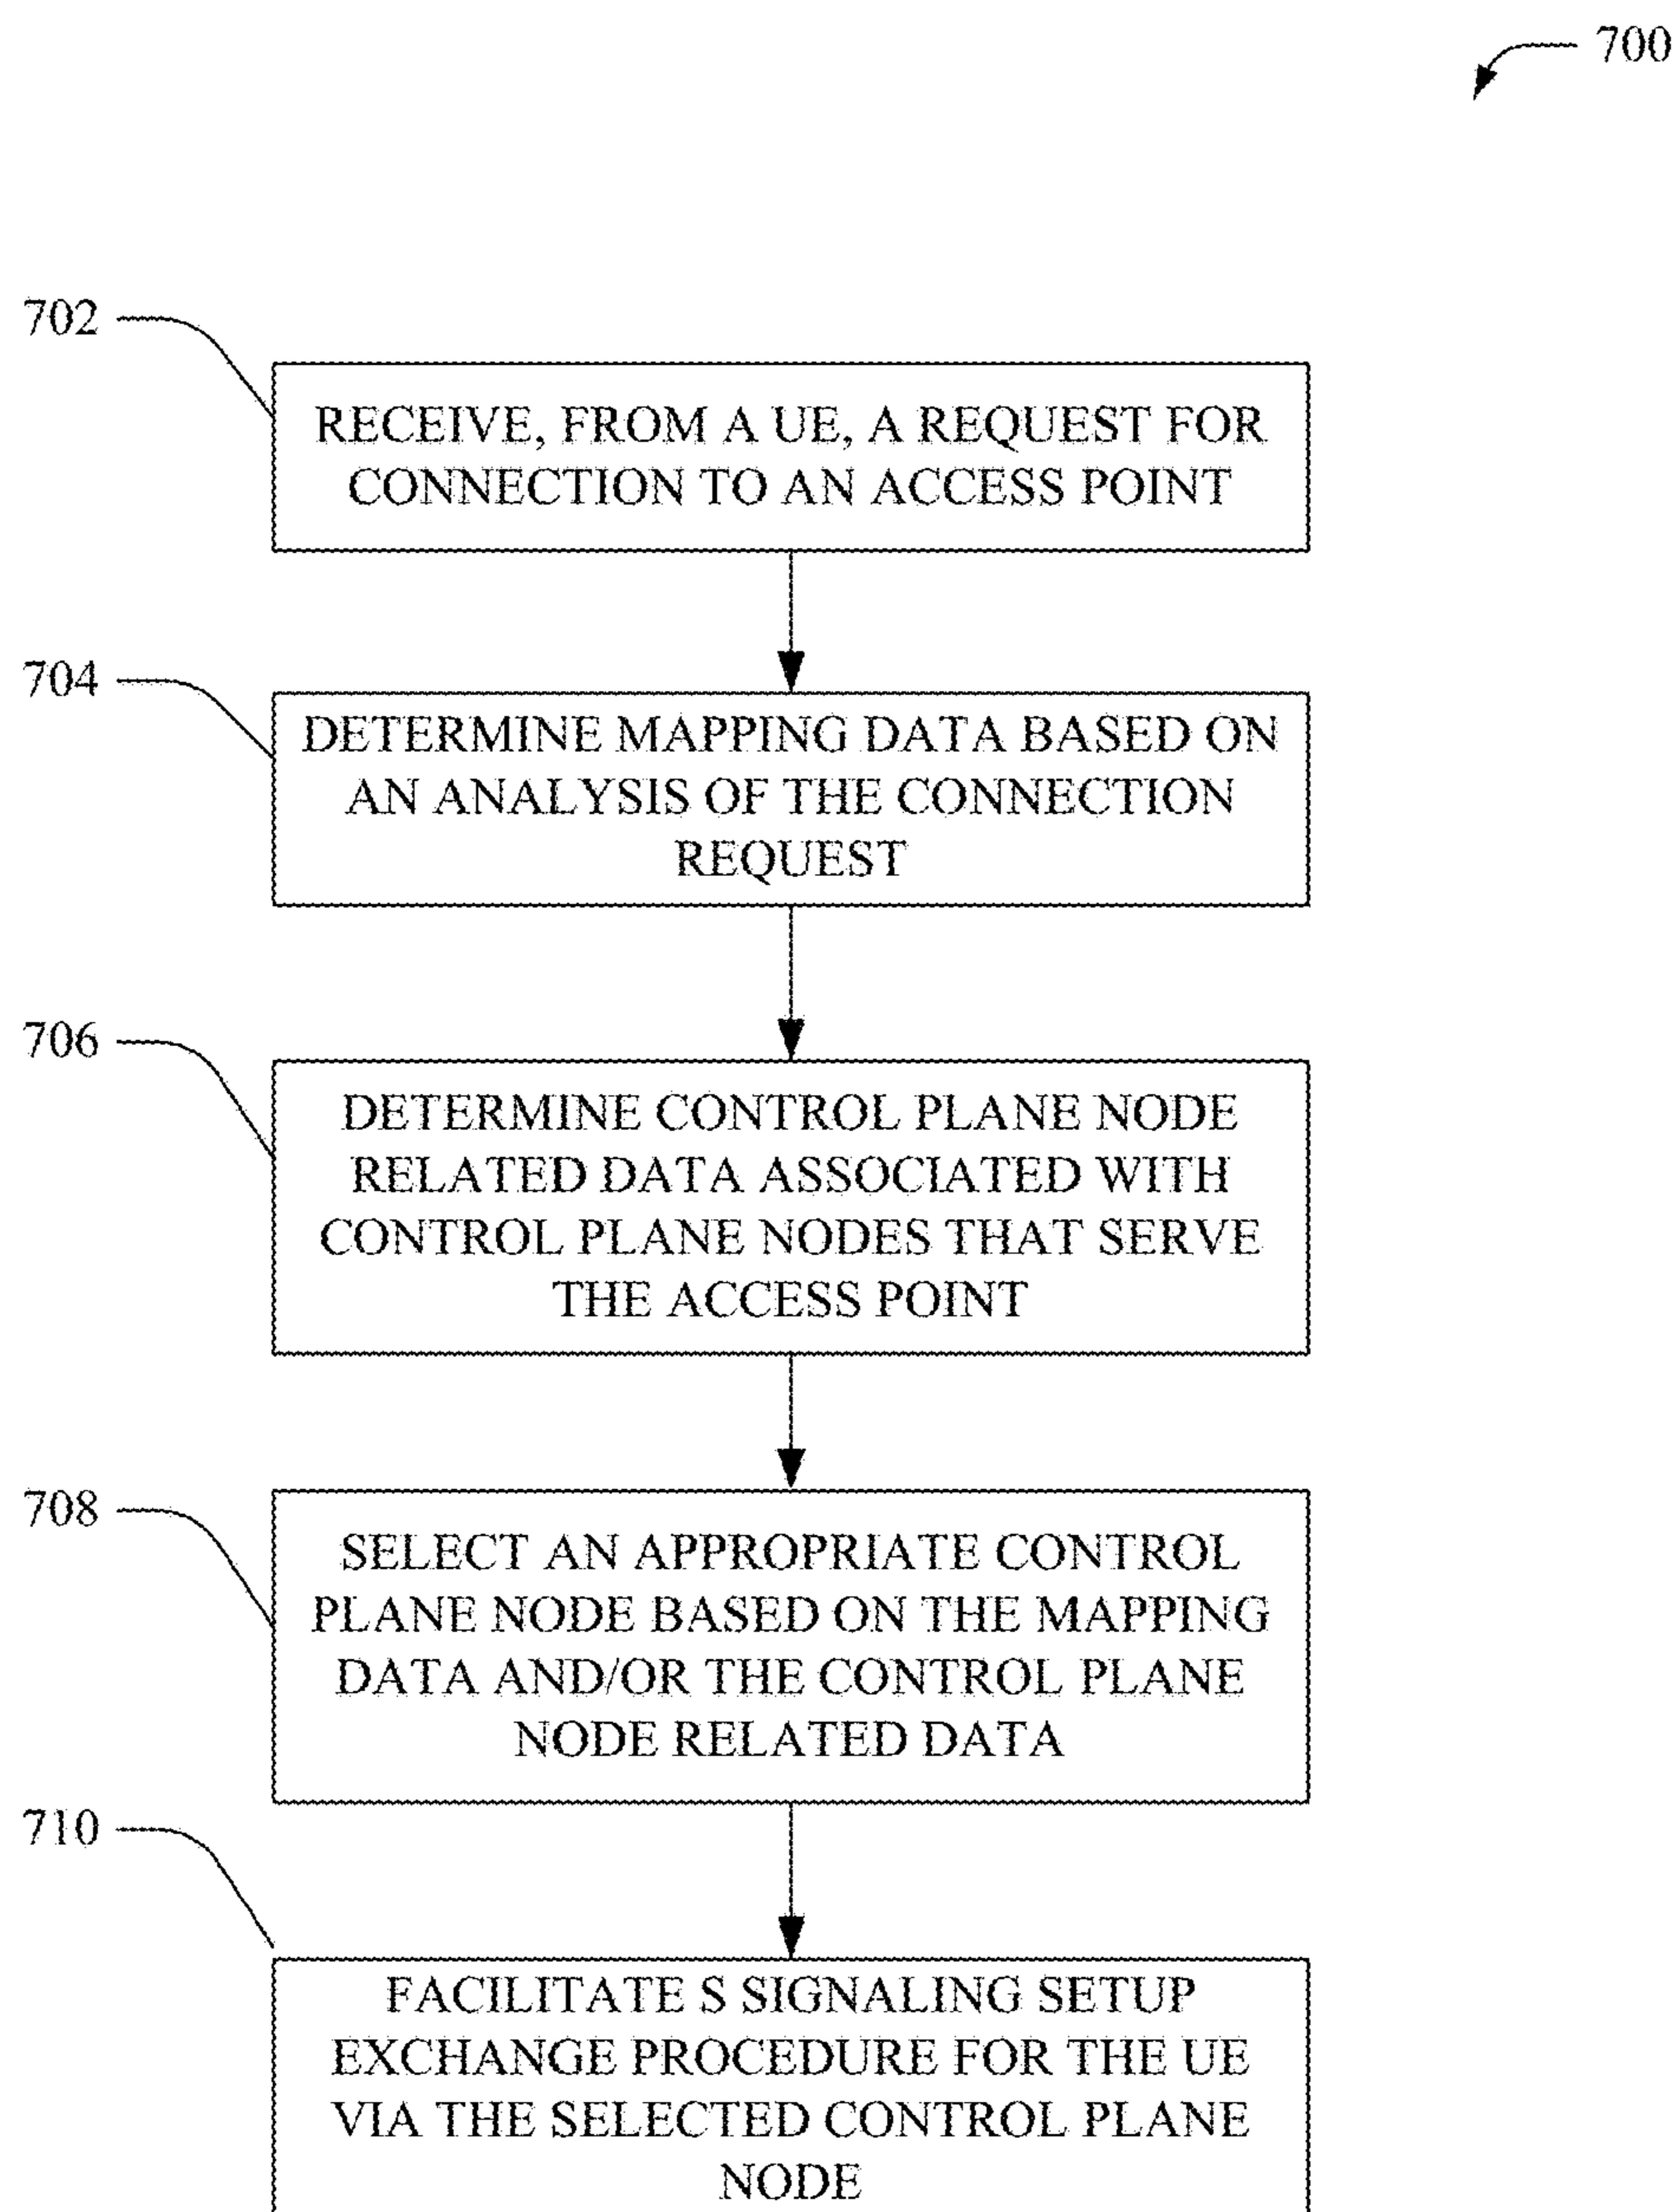 700
702
RECEIVE, FROM A UE, A REQUEST FOR
CONNECTION TO AN ACCESS POINT
704
DETERMINE MAPPING DATA BASED ON
AN ANALYSIS OF THE CONNECTION
REQUEST
706
DETERMINE CONTROL PLANE NODE
RELATED DATA ASSOCIATED WITH
CONTROL PLANE NODES THAT SERVE
THE ACCESS POINT
708
SELECT AN APPROPRIATE CONTROL
PLANE NODE BASED ON THE MAPPING
DATA AND/OR THE CONTROL PLANE
NODE RELATED DATA
710
FACILITATE S SIGNALING SETUP
EXCHANGE PROCEDURE FOR THE UE
VIA THE SELECTED CONTROL PLANE
NODE